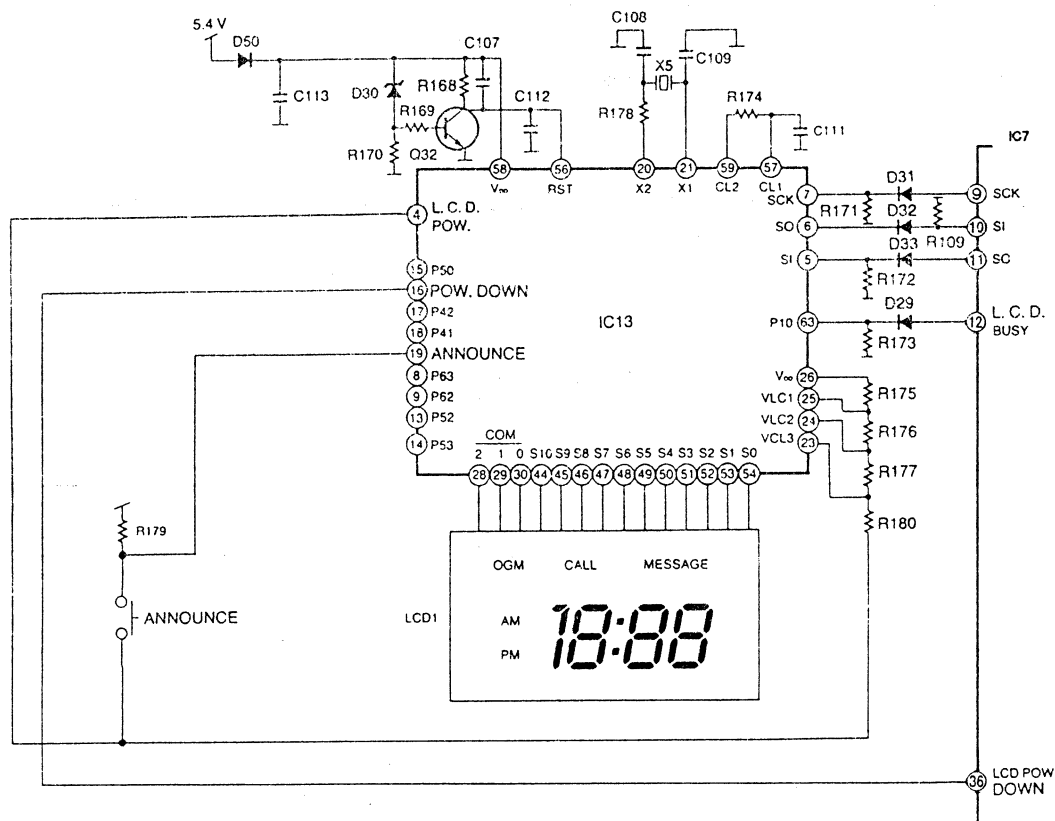 5.4 V
D50
C113
D30
R168
C107
R169
C112
R170
Q32
C108
X5
C109
R178
R174
C111
IC7
58
V∞
56
RST
20
X2
21
X1
59
CL2
57
CL1
4
L. C. D.
POW.
15
P50
16
POW. DOWN
17
P42
18
P41
19
ANNOUNCE
8
P63
9
P62
13
P52
14
P53
IC13
7
SCK
6
SO
5
SI
63
P10
V∞
26
VLC1
25
VLC2
24
VCL3
23
D31
R171
D32
R109
D33
R172
D29
R173
9
SCK
10
SI
11
SC
12
L. C. D.
BUSY
R175
R176
R177
R180
COM
2 1 0 S10 S9 S8 S7 S6 S5 S4 S3 S2 S1 S0
28 29 30 44 45 46 47 48 49 50 51 52 53 54
R179
ANNOUNCE
LCD1
OGM CALL MESSAGE
AM
PM
18:88
36
LCD POW
DOWN